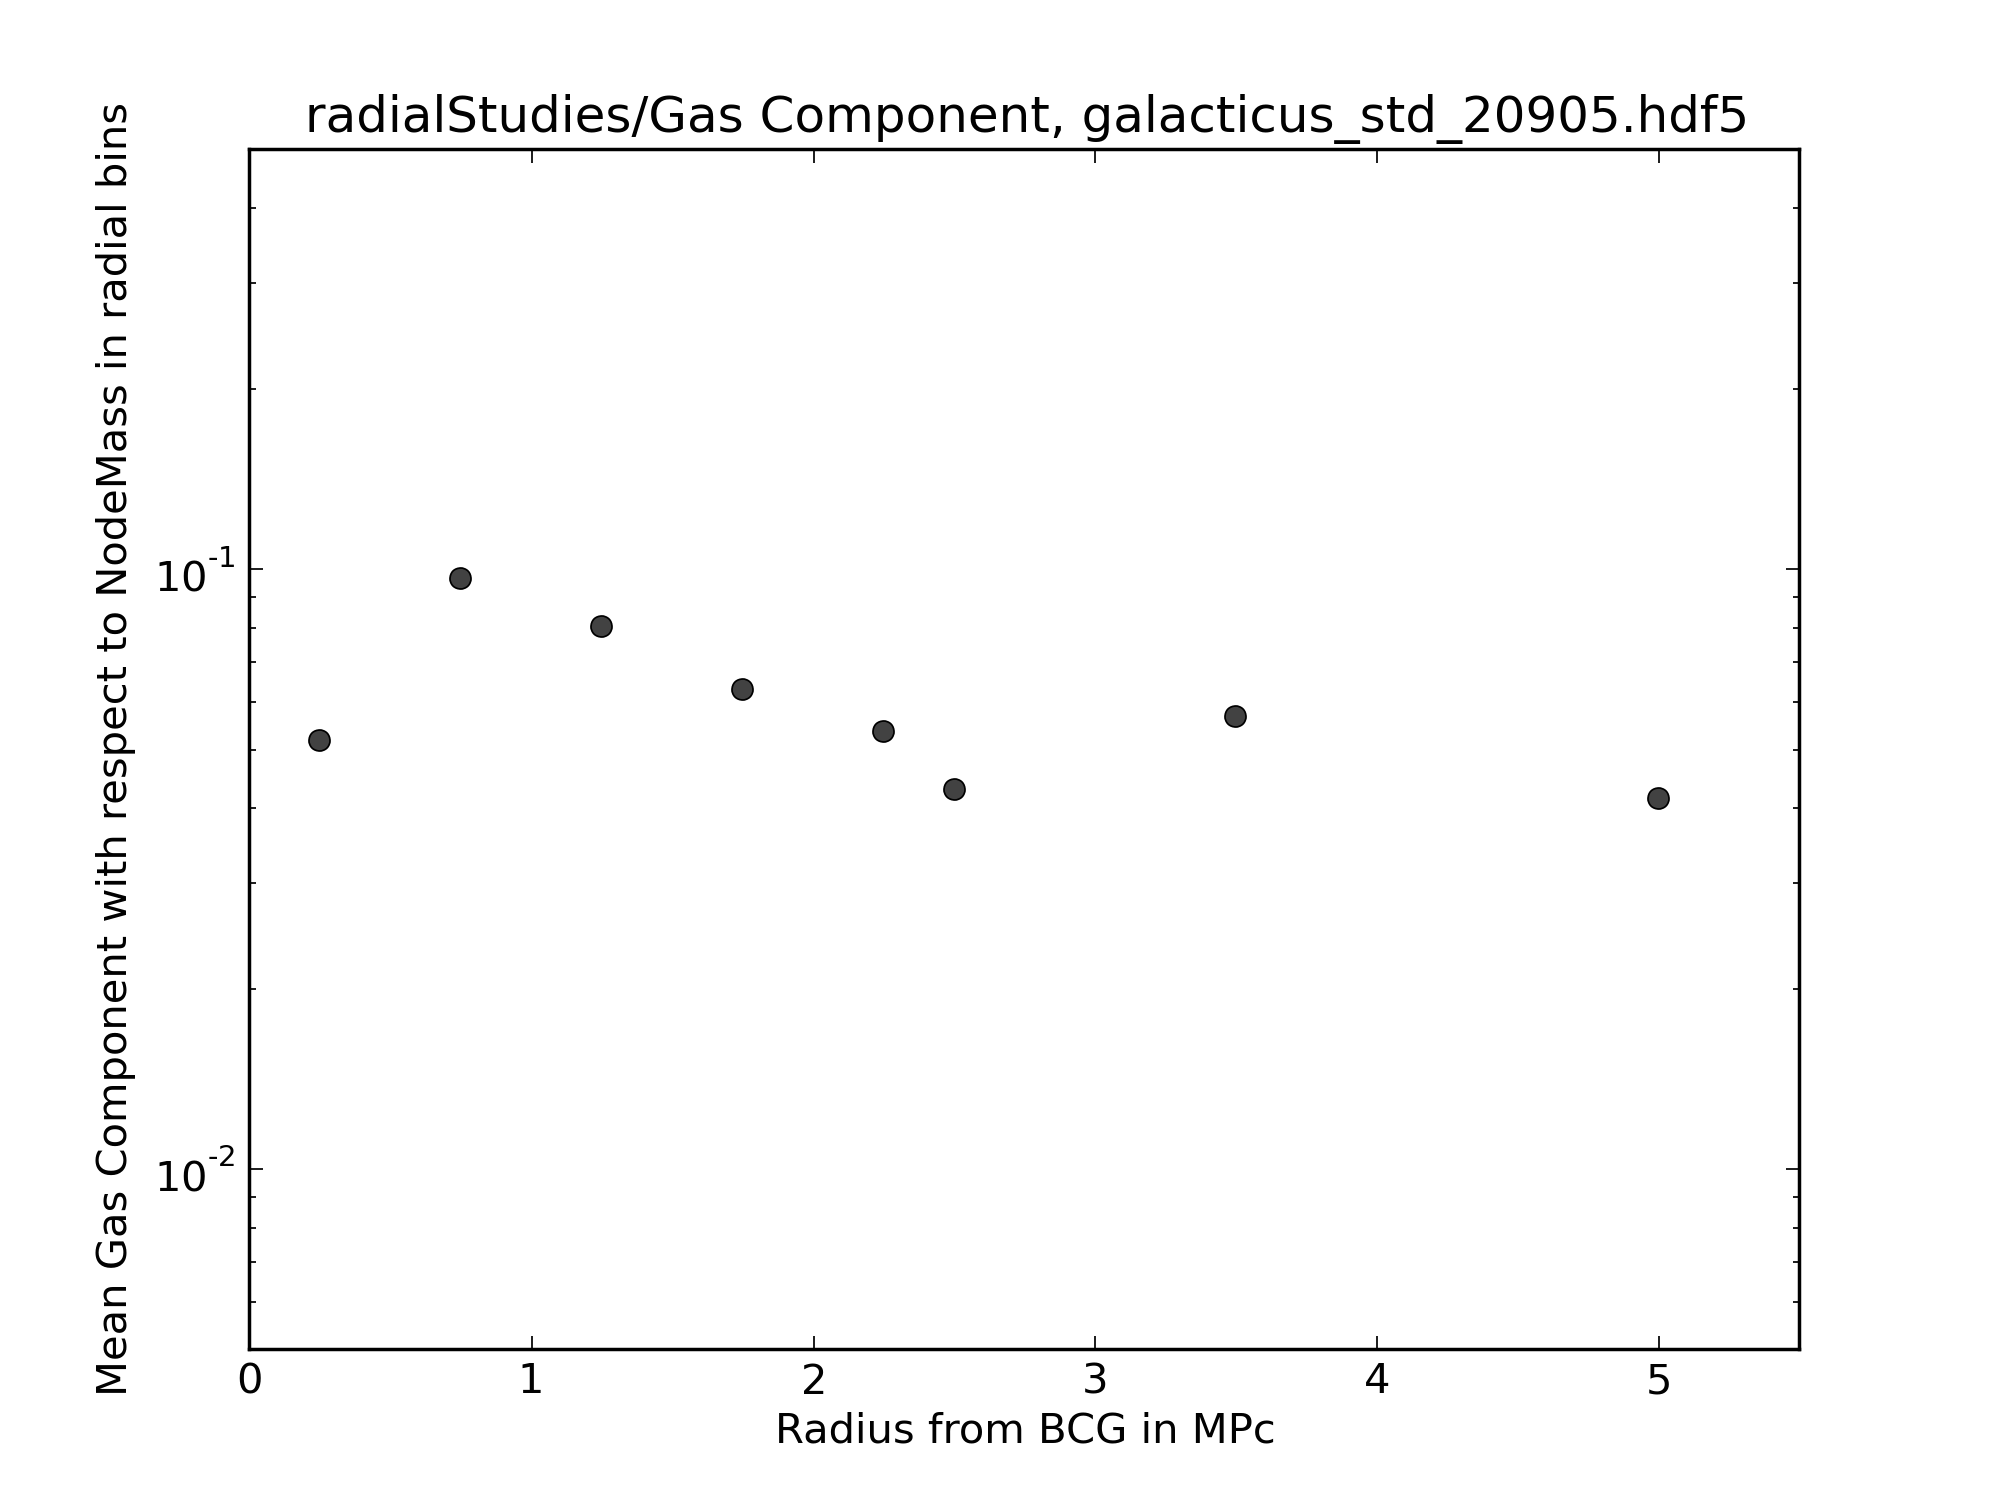 radialStudies/Gas Component, galacticus_std_20905.hdf5
Mean Gas Component with respect to NodeMass in radial bins
10^-1
10^-2
0 1 2 3 4 5
Radius from BCG in MPc